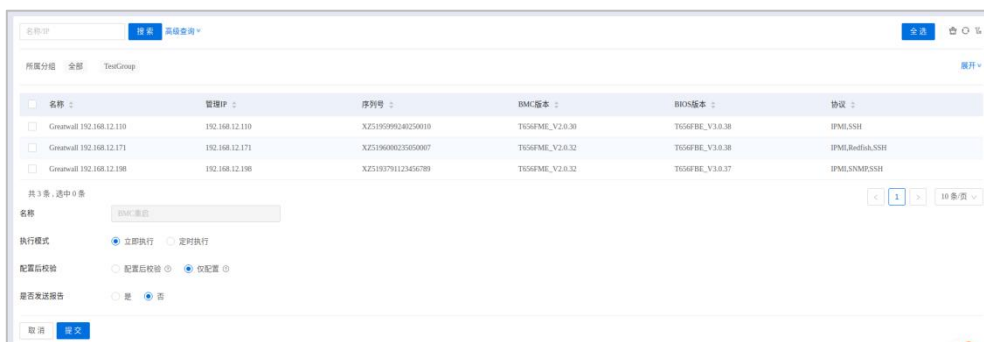 名称/IP 搜索 高级查询 全选
所属分组 全部 TestGroup 展开
名称 管理IP 序列号 BMC版本 BIOS版本 协议
Greatwall 192.168.12.110 192.168.12.110 XZ5195999240250010 T656FME_V2.0.30 T656FBE_V3.0.38 IPMI,SSH
Greatwall 192.168.12.171 192.168.12.171 XZ5196000235050007 T656FME_V2.0.32 T656FBE_V3.0.38 IPMI,Redfish,SSH
Greatwall 192.168.12.198 192.168.12.198 XZ5193791123456789 T656FME_V2.0.32 T656FBE_V3.0.37 IPMI,SNMP,SSH
共 3 条 , 选中 0 条 < 1 > 10 条/页
名称 BMC重启
执行模式 立即执行 定时执行
配置后校验 配置后校验 仅配置
是否发送报告 是 否
取消 提交